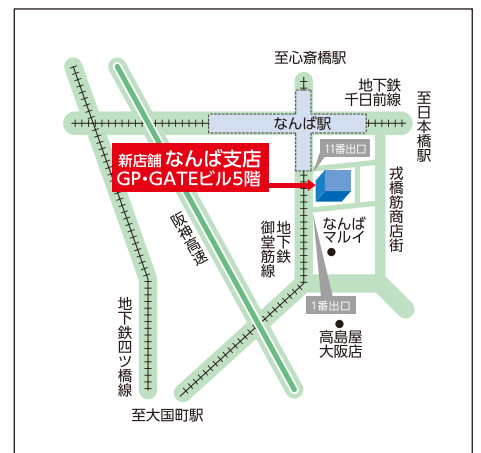 至心斎橋駅
地下鉄
千日前線
至日本橋駅
なんば駅
11番出口
新店舗 なんば支店
GP・GATEビル5階
戎橋筋商店街
阪神高速
地下鉄
御堂筋線
なんば
マルイ
1番出口
地下鉄四ツ橋線
高島屋
大阪店
至大国町駅